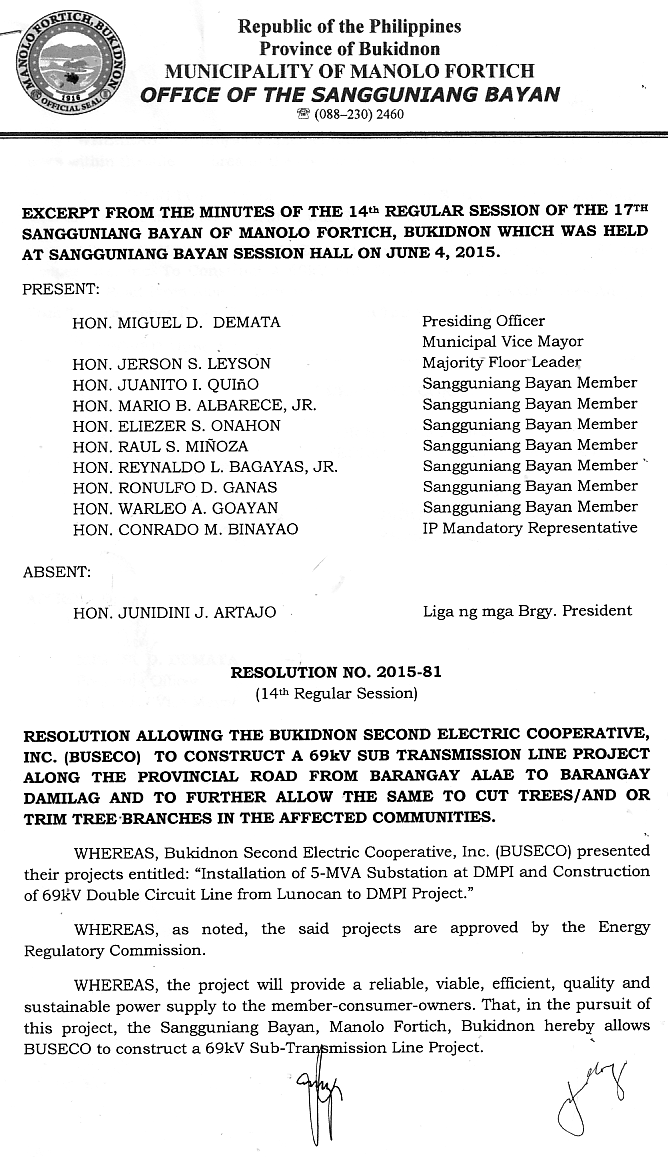 MANOLO FORTICH, BUKIDNON
1916
OFFICIAL SEAL
Republic of the Philippines
Province of Bukidnon
MUNICIPALITY OF MANOLO FORTICH
OFFICE OF THE SANGGUNIANG BAYAN
☏ (088–230) 2460
EXCERPT FROM THE MINUTES OF THE 14th REGULAR SESSION OF THE 17TH
SANGGUNIANG BAYAN OF MANOLO FORTICH, BUKIDNON WHICH WAS HELD
AT SANGGUNIANG BAYAN SESSION HALL ON JUNE 4, 2015.
PRESENT:
HON. MIGUEL D. DEMATA Presiding Officer
Municipal Vice Mayor
HON. JERSON S. LEYSON Majority Floor Leader
HON. JUANITO I. QUIñO Sangguniang Bayan Member
HON. MARIO B. ALBARECE, JR. Sangguniang Bayan Member
HON. ELIEZER S. ONAHON Sangguniang Bayan Member
HON. RAUL S. MIÑOZA Sangguniang Bayan Member
HON. REYNALDO L. BAGAYAS, JR. Sangguniang Bayan Member
HON. RONULFO D. GANAS Sangguniang Bayan Member
HON. WARLEO A. GOAYAN Sangguniang Bayan Member
HON. CONRADO M. BINAYAO IP Mandatory Representative
ABSENT:
HON. JUNIDINI J. ARTAJO Liga ng mga Brgy. President
RESOLUTION NO. 2015-81
(14th Regular Session)
RESOLUTION ALLOWING THE BUKIDNON SECOND ELECTRIC COOPERATIVE,
INC. (BUSECO) TO CONSTRUCT A 69kV SUB TRANSMISSION LINE PROJECT
ALONG THE PROVINCIAL ROAD FROM BARANGAY ALAE TO BARANGAY
DAMILAG AND TO FURTHER ALLOW THE SAME TO CUT TREES/AND OR
TRIM TREE BRANCHES IN THE AFFECTED COMMUNITIES.
WHEREAS, Bukidnon Second Electric Cooperative, Inc. (BUSECO) presented
their projects entitled: “Installation of 5-MVA Substation at DMPI and Construction
of 69kV Double Circuit Line from Lunocan to DMPI Project.”
WHEREAS, as noted, the said projects are approved by the Energy
Regulatory Commission.
WHEREAS, the project will provide a reliable, viable, efficient, quality and
sustainable power supply to the member-consumer-owners. That, in the pursuit of
this project, the Sangguniang Bayan, Manolo Fortich, Bukidnon hereby allows
BUSECO to construct a 69kV Sub-Transmission Line Project.